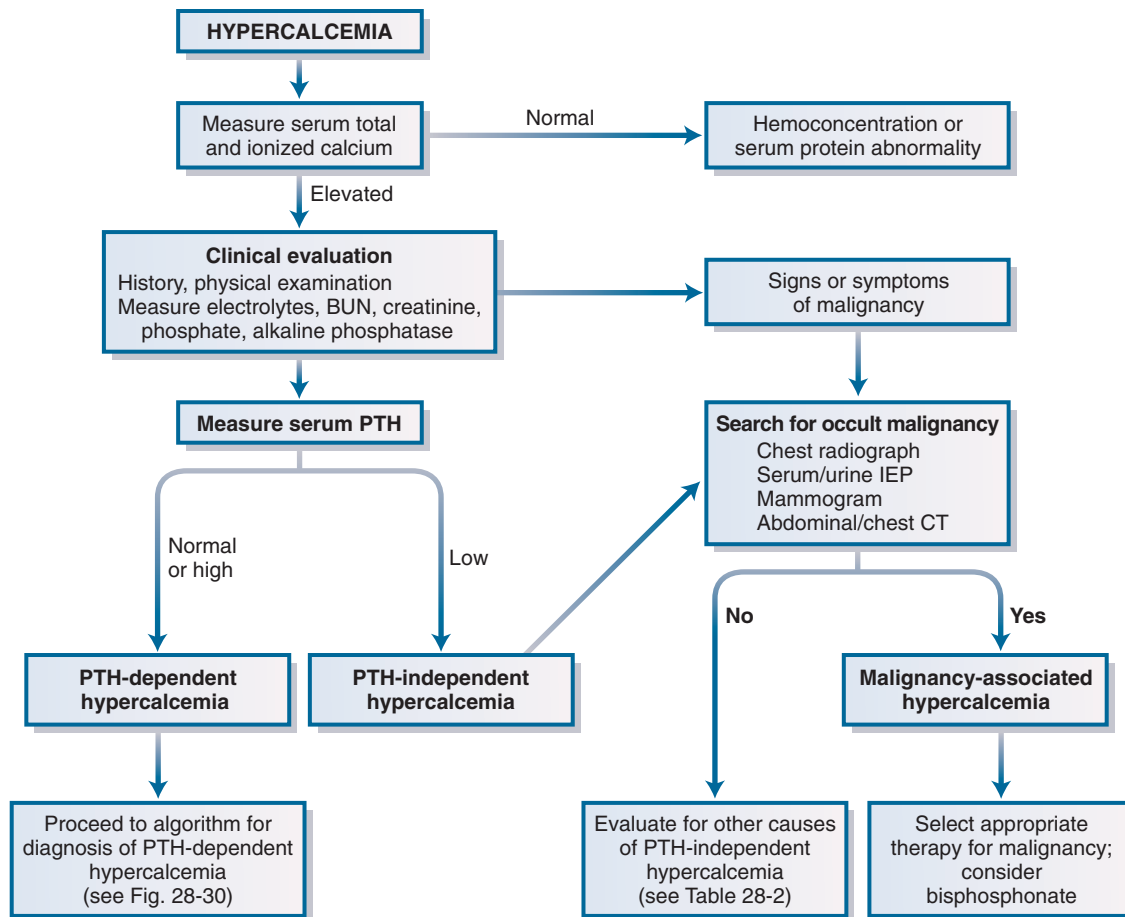 HYPERCALCEMIA
Measure serum total
and ionized calcium
Normal
Hemoconcentration or
serum protein abnormality
Elevated
Clinical evaluation
History, physical examination
Measure electrolytes, BUN, creatinine,
phosphate, alkaline phosphatase
Signs or symptoms
of malignancy
Measure serum PTH
Search for occult malignancy
Chest radiograph
Serum/urine IEP
Mammogram
Abdominal/chest CT
Normal
or high
Low
No
Yes
PTH-dependent
hypercalcemia
PTH-independent
hypercalcemia
Malignancy-associated
hypercalcemia
Proceed to algorithm for
diagnosis of PTH-dependent
hypercalcemia
(see Fig. 28-30)
Evaluate for other causes
of PTH-independent
hypercalcemia
(see Table 28-2)
Select appropriate
therapy for malignancy;
consider
bisphosphonate